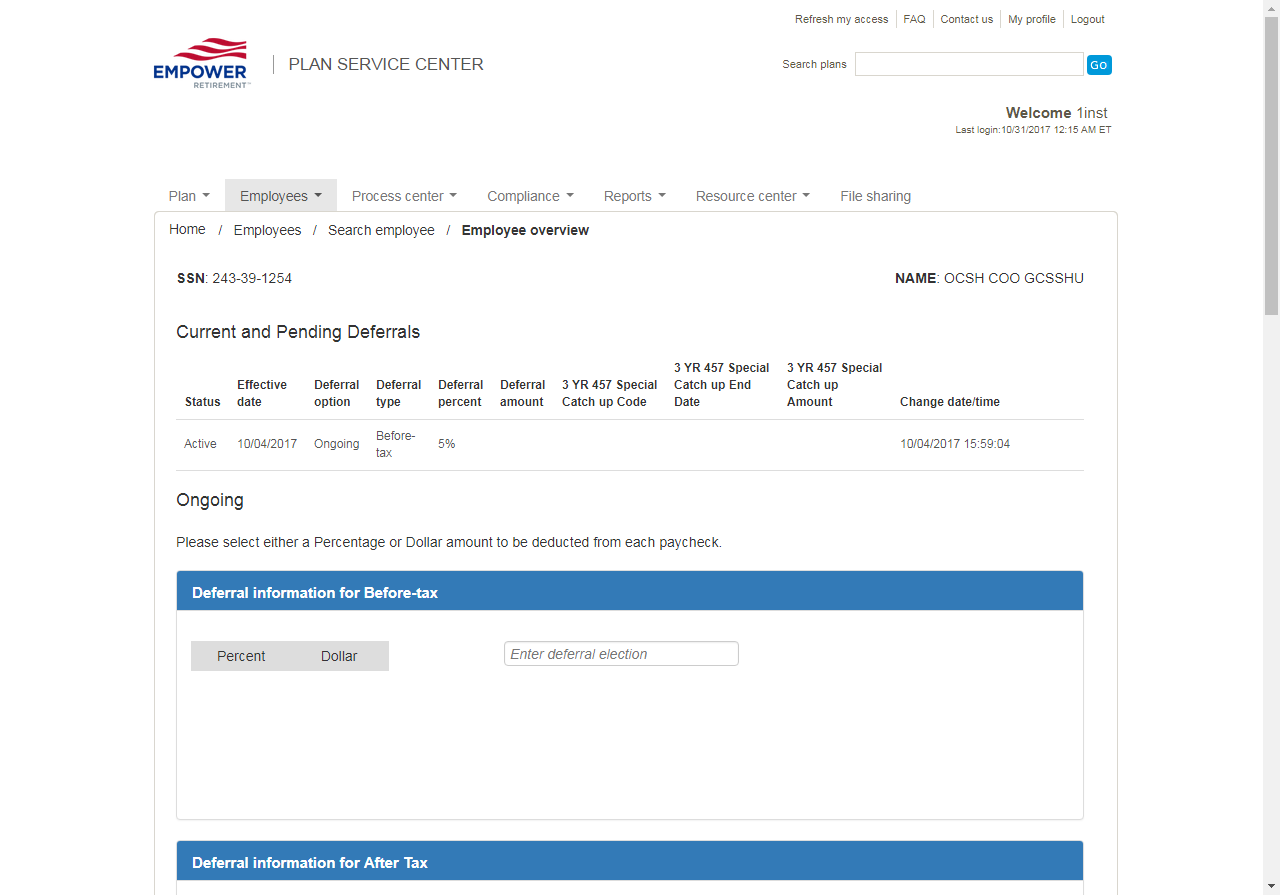 Refresh my access FAQ Contact us My profile Logout
EMPOWER
RETIREMENT™
PLAN SERVICE CENTER
Search plans Go
Welcome 1inst
Last login:10/31/2017 12:15 AM ET
Plan Employees Process center Compliance Reports Resource center File sharing
Home / Employees / Search employee / Employee overview
SSN: 243-39-1254 NAME: OCSH COO GCSSHU
Current and Pending Deferrals
Status Effective date Deferral option Deferral type Deferral percent Deferral amount 3 YR 457 Special Catch up Code 3 YR 457 Special Catch up End Date 3 YR 457 Special Catch up Amount Change date/time
Active 10/04/2017 Ongoing Before-tax 5% 10/04/2017 15:59:04
Ongoing
Please select either a Percentage or Dollar amount to be deducted from each paycheck.
Deferral information for Before-tax
Percent Dollar Enter deferral election
Deferral information for After Tax